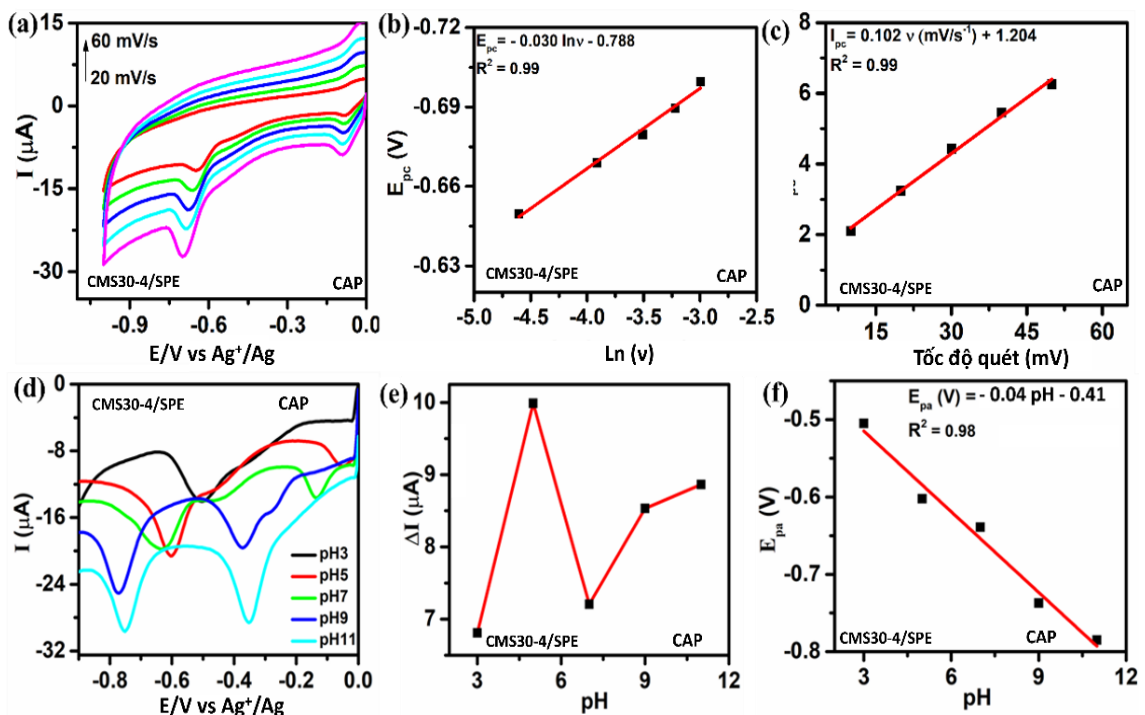 (a)
60 mV/s
20 mV/s
15
0
-15
-30
I (µA)
CMS30-4/SPE
CAP
-0.9
-0.6
-0.3
0.0
E/V vs Ag⁺/Ag
(b)
E_pc = - 0.030 lnν - 0.788
R² = 0.99
-0.72
-0.69
-0.66
-0.63
E_pc (V)
CMS30-4/SPE
CAP
-5.0
-4.5
-4.0
-3.5
-3.0
-2.5
Ln (ν)
(c)
I_pc = 0.102 ν (mV/s⁻¹) + 1.204
R² = 0.99
8
6
4
2
0
CMS30-4/SPE
CAP
15
30
45
60
Tốc độ quét (mV)
(d)
CMS30-4/SPE
CAP
0
-8
-16
-24
-32
I (µA)
pH3
pH5
pH7
pH9
pH11
-0.8
-0.6
-0.4
-0.2
0.0
E/V vs Ag⁺/Ag
(e)
10
9
8
7
ΔI (µA)
CMS30-4/SPE
CAP
3
6
9
12
pH
(f)
E_pa (V) = - 0.04 pH - 0.41
R² = 0.98
-0.5
-0.6
-0.7
-0.8
E_pa (V)
CMS30-4/SPE
CAP
3
6
9
12
pH